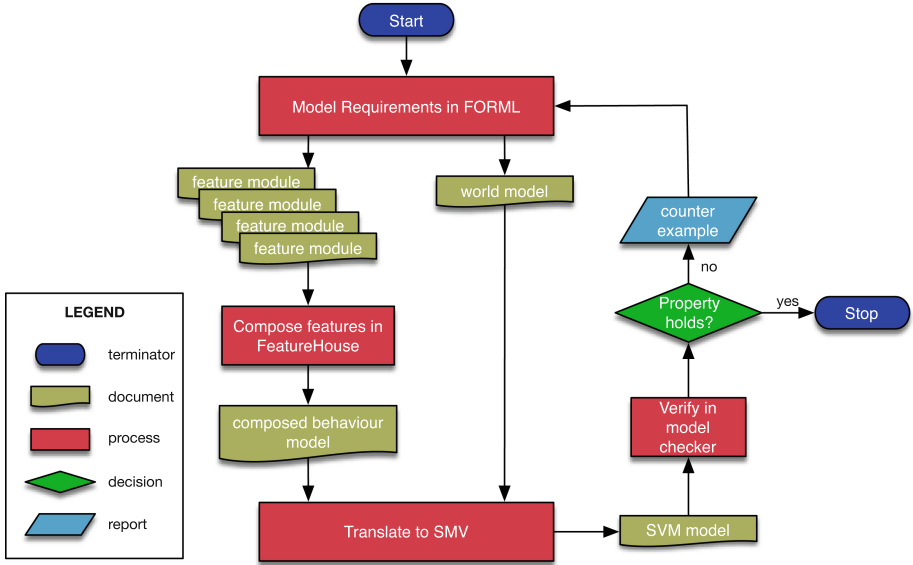 Start
Model Requirements in FORML
feature module
feature module
feature module
feature module
world model
counter
example
no
Property
holds?
yes
Stop
Compose features in
FeatureHouse
composed behaviour
model
Verify in
model
checker
Translate to SMV
SVM model
LEGEND
terminator
document
process
decision
report